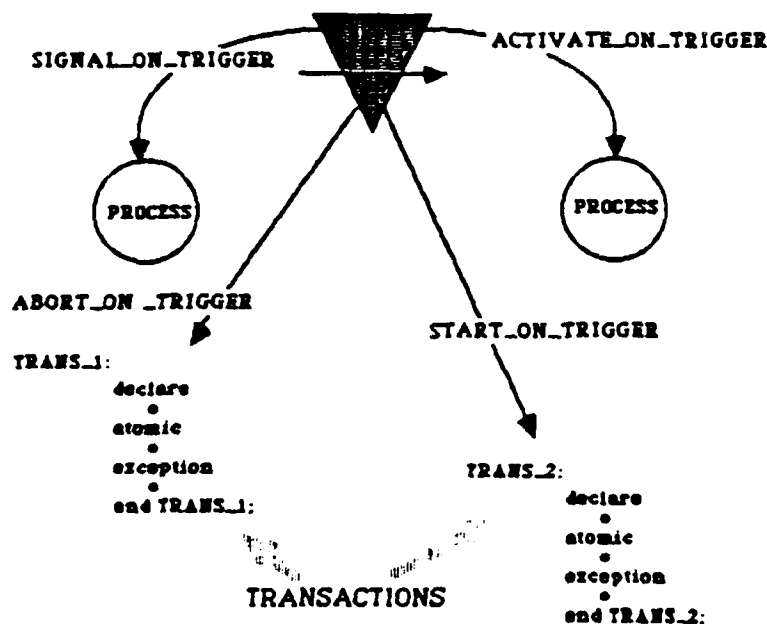 SIGNAL_ON_TRIGGER
ACTIVATE_ON_TRIGGER
PROCESS
PROCESS
ABORT_ON _TRIGGER
START_ON_TRIGGER
TRANS_1:
declare
atomic
exception
end TRANS_1;
TRANS_2:
declare
atomic
exception
end TRANS_2;
TRANSACTIONS